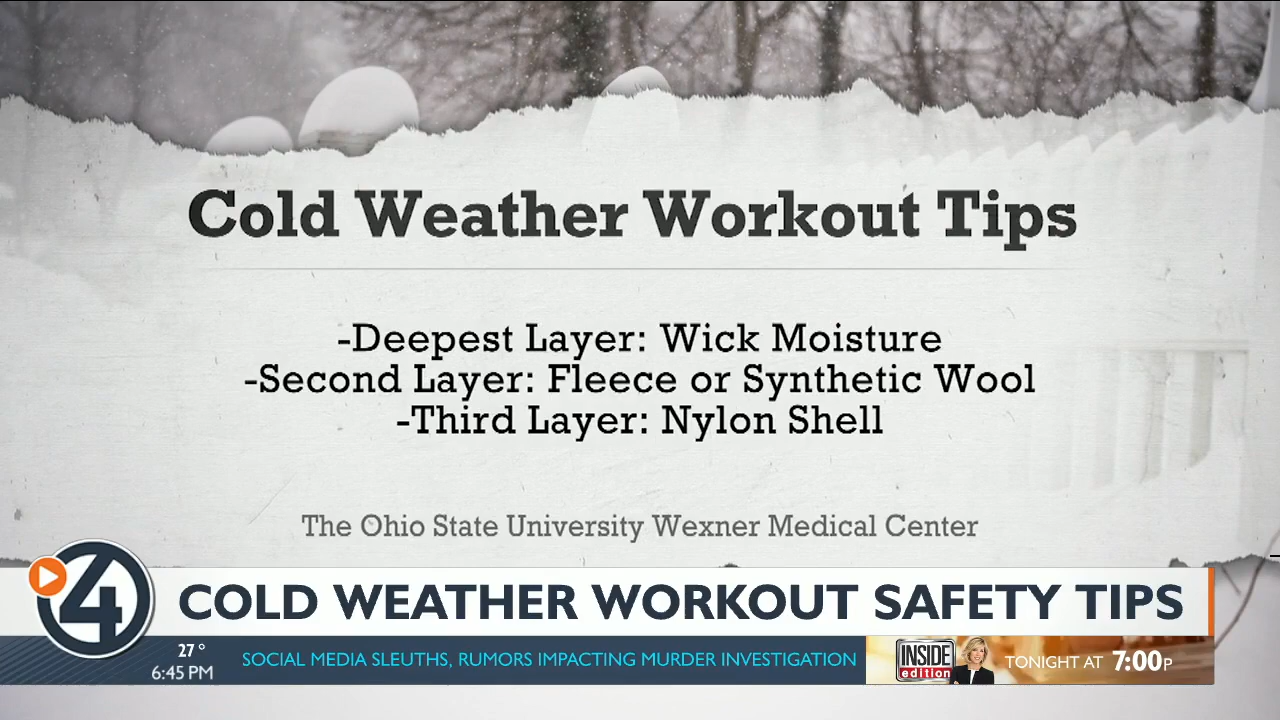 Cold Weather Workout Tips
-Deepest Layer: Wick Moisture
-Second Layer: Fleece or Synthetic Wool
-Third Layer: Nylon Shell
The Ohio State University Wexner Medical Center
4
COLD WEATHER WORKOUT SAFETY TIPS
27°
6:45 PM
SOCIAL MEDIA SLEUTHS, RUMORS IMPACTING MURDER INVESTIGATION
INSIDE
edition
TONIGHT AT 7:00P